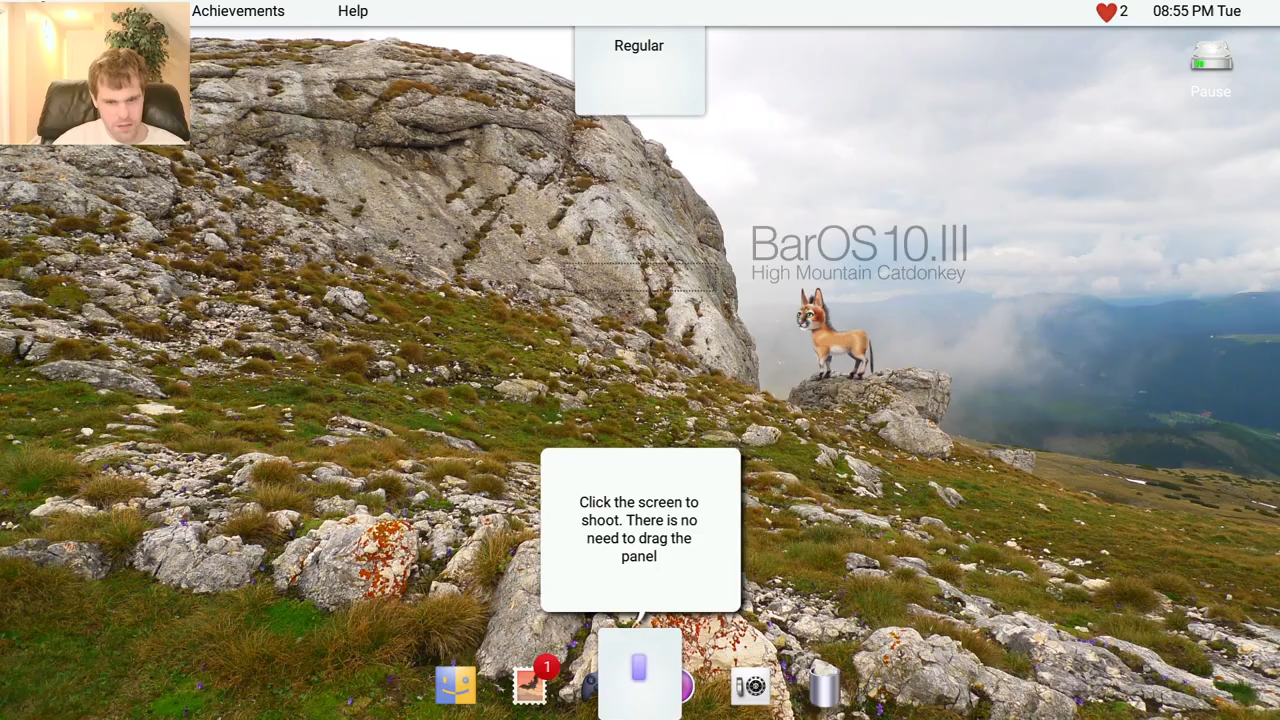 Achievements Help 2 08:55 PM Tue
Regular
Pause
BarOS 10.III
High Mountain Catdonkey
Click the screen to
shoot. There is no
need to drag the
panel
1